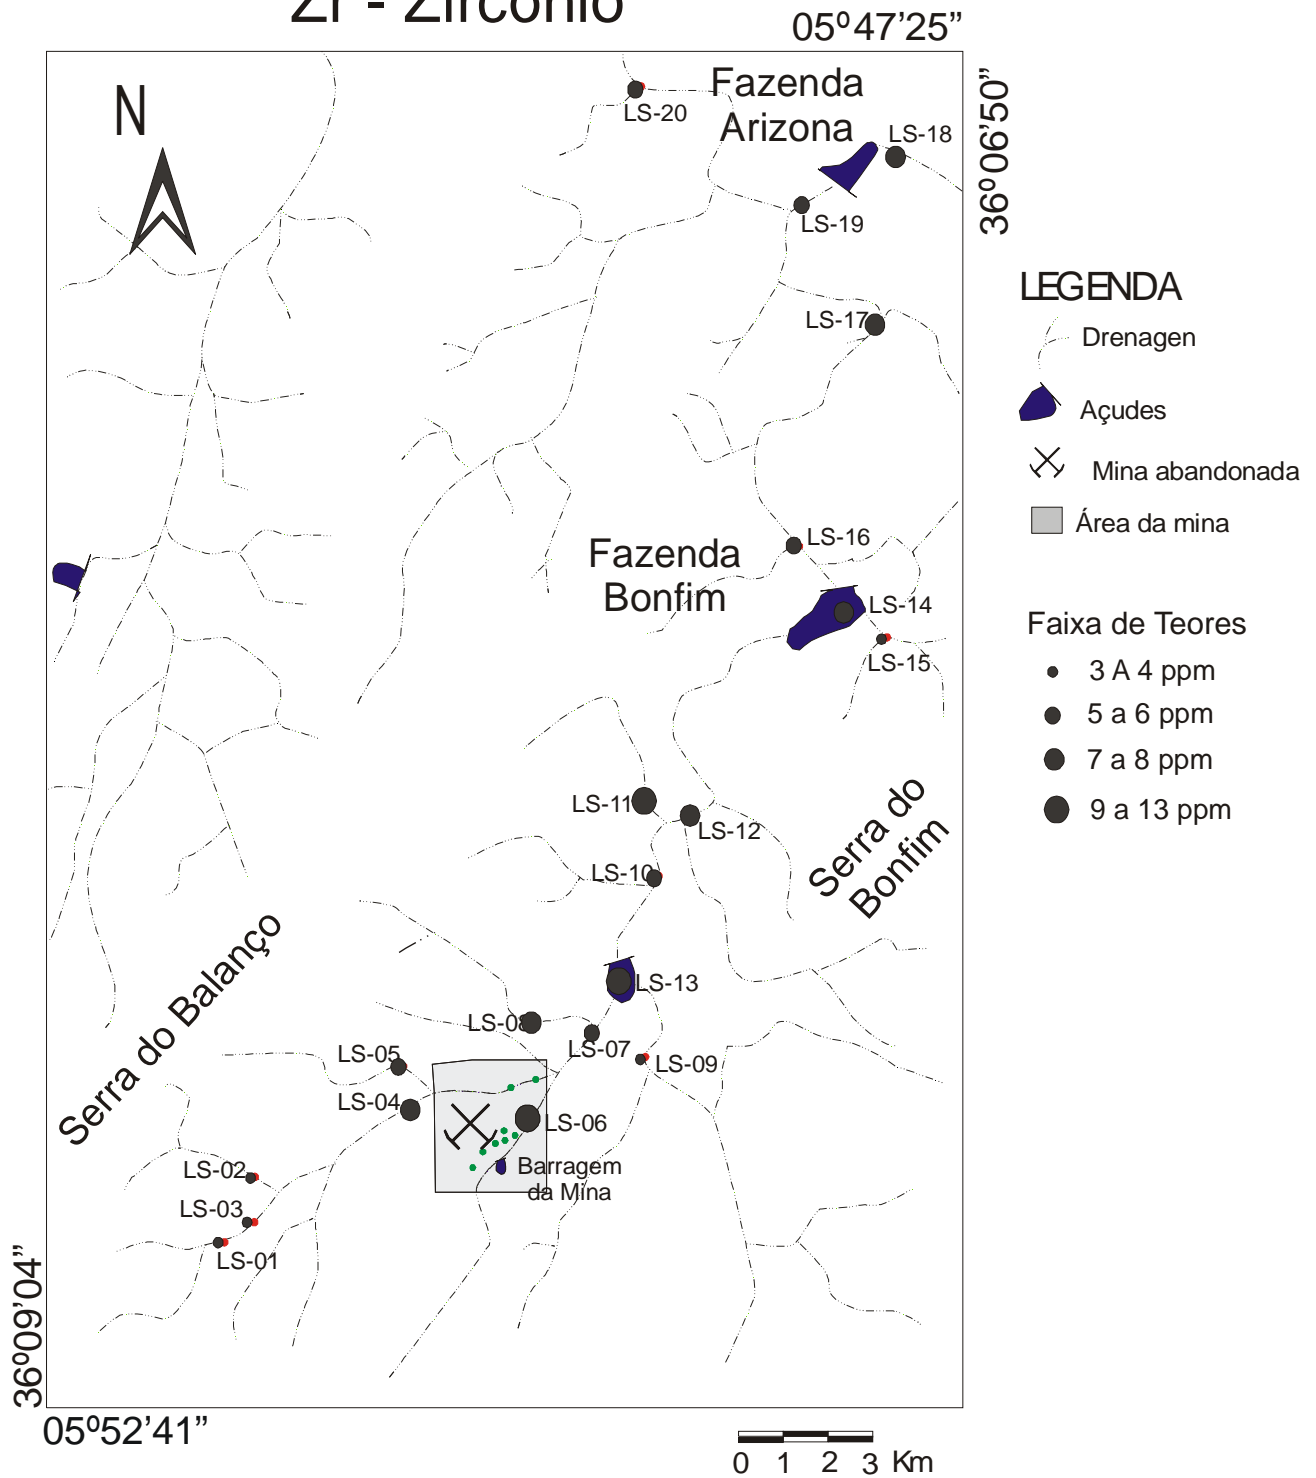 Zr - Zircônio
05º47’25”
36º06’50”
N
LS-20
Fazenda
Arizona
LS-18
LS-19
LS-17
LEGENDA
Drenagen
Açudes
Mina abandonada
Área da mina
LS-16
Fazenda
Bonfim
LS-14
LS-15
Faixa de Teores
3 A 4 ppm
5 a 6 ppm
7 a 8 ppm
9 a 13 ppm
LS-11
LS-12
Serra do
Bonfim
LS-10
Serra do Balanço
LS-13
LS-08
LS-07
LS-09
LS-05
LS-04
LS-06
Barragem
da Mina
LS-02
LS-03
LS-01
36º09’04”
05º52’41”
0 1 2 3 Km